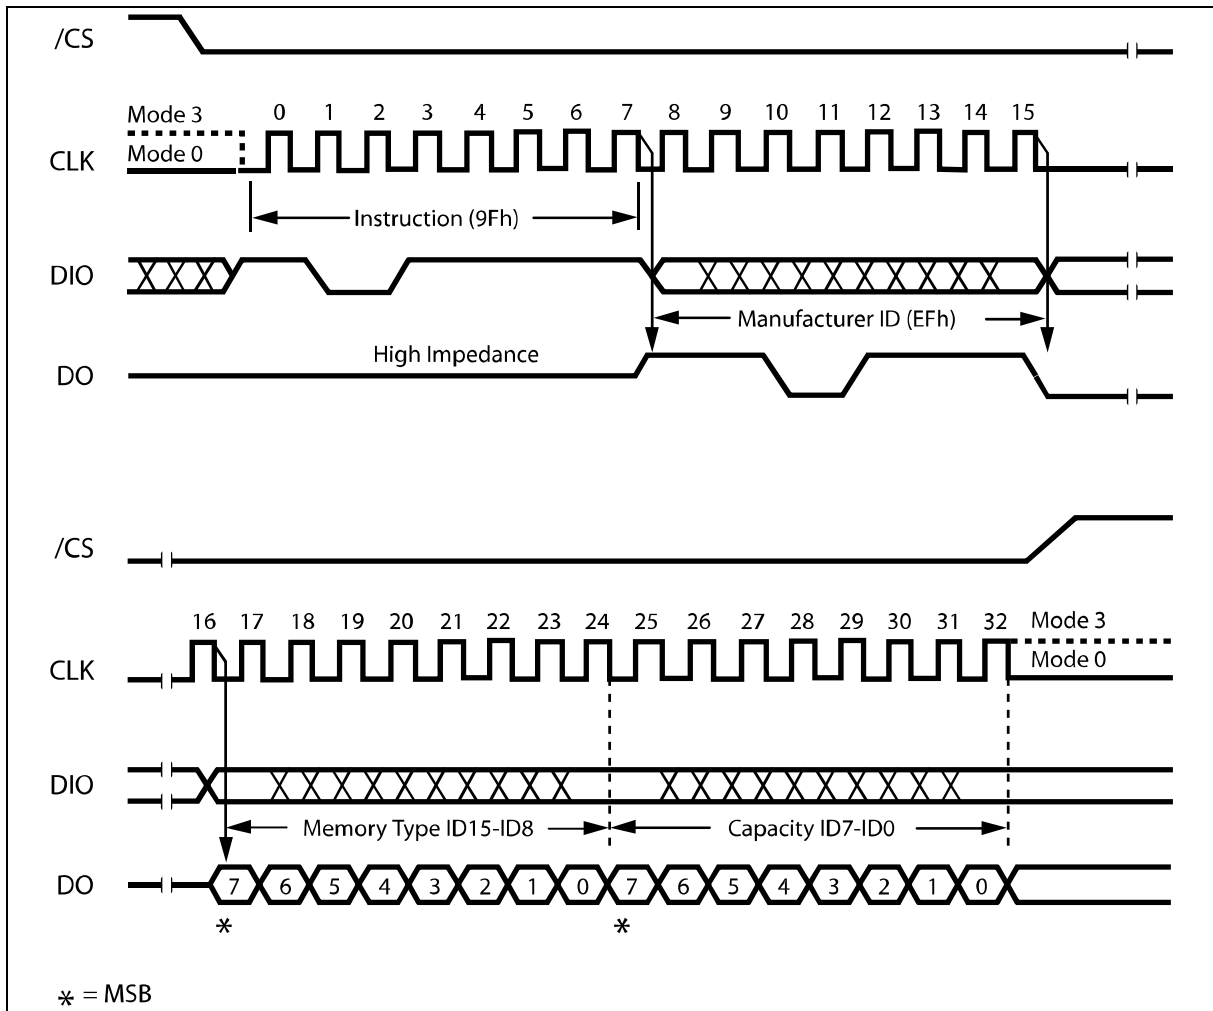 /CS
Mode 3
0 1 2 3 4 5 6 7 8 9 10 11 12 13 14 15
CLK
Mode 0
Instruction (9Fh)
DIO
Manufacturer ID (EFh)
High Impedance
DO
/CS
16 17 18 19 20 21 22 23 24 25 26 27 28 29 30 31 32
Mode 3
CLK
Mode 0
DIO
Memory Type ID15-ID8
Capacity ID7-ID0
DO
7 6 5 4 3 2 1 0 7 6 5 4 3 2 1 0
* *
* = MSB